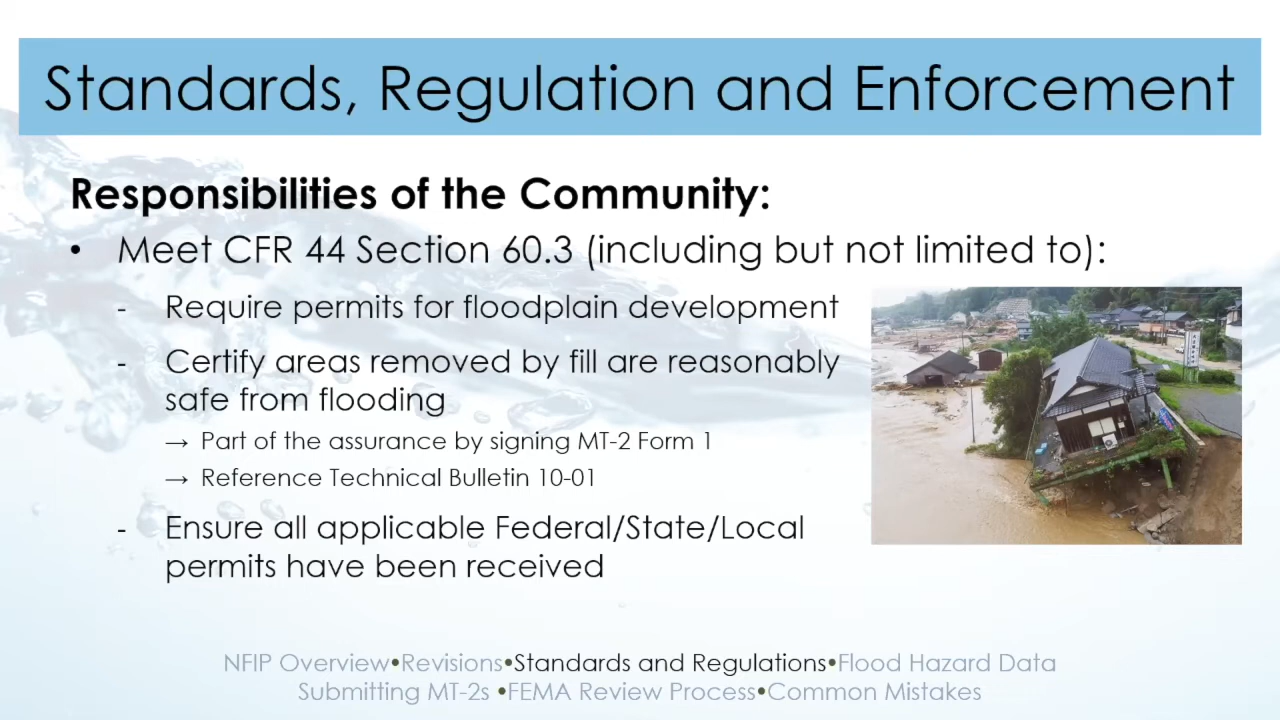 Standards, Regulation and Enforcement
Responsibilities of the Community:
• Meet CFR 44 Section 60.3 (including but not limited to):
- Require permits for floodplain development
- Certify areas removed by fill are reasonably
safe from flooding
→ Part of the assurance by signing MT-2 Form 1
→ Reference Technical Bulletin 10-01
- Ensure all applicable Federal/State/Local
permits have been received
NFIP Overview•Revisions•Standards and Regulations•Flood Hazard Data
Submitting MT-2s •FEMA Review Process•Common Mistakes